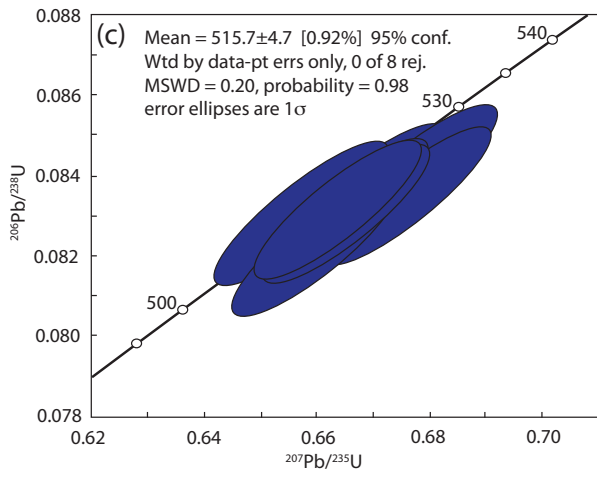 (c) Mean = 515.7±4.7 [0.92%] 95% conf.
Wtd by data-pt errs only, 0 of 8 rej.
MSWD = 0.20, probability = 0.98
error ellipses are 1σ
540
530
500
0.088
0.086
0.084
0.082
0.080
0.078
²⁰⁶Pb/²³⁸U
0.62 0.64 0.66 0.68 0.70
²⁰⁷Pb/²³⁵U